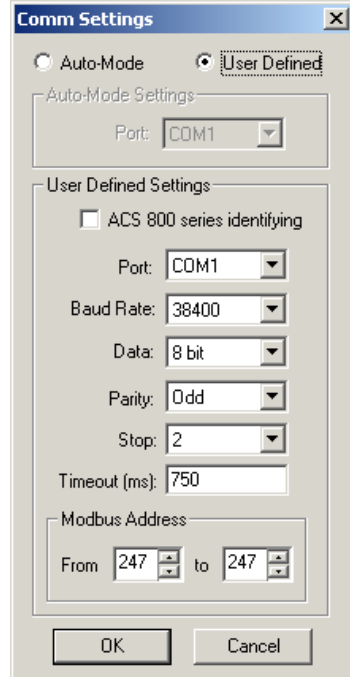 Comm Settings
Auto-Mode User Defined
Auto-Mode Settings
Port: COM1
User Defined Settings
ACS 800 series identifying
Port: COM1
Baud Rate: 38400
Data: 8 bit
Parity: Odd
Stop: 2
Timeout (ms): 750
Modbus Address
From 247 to 247
OK Cancel